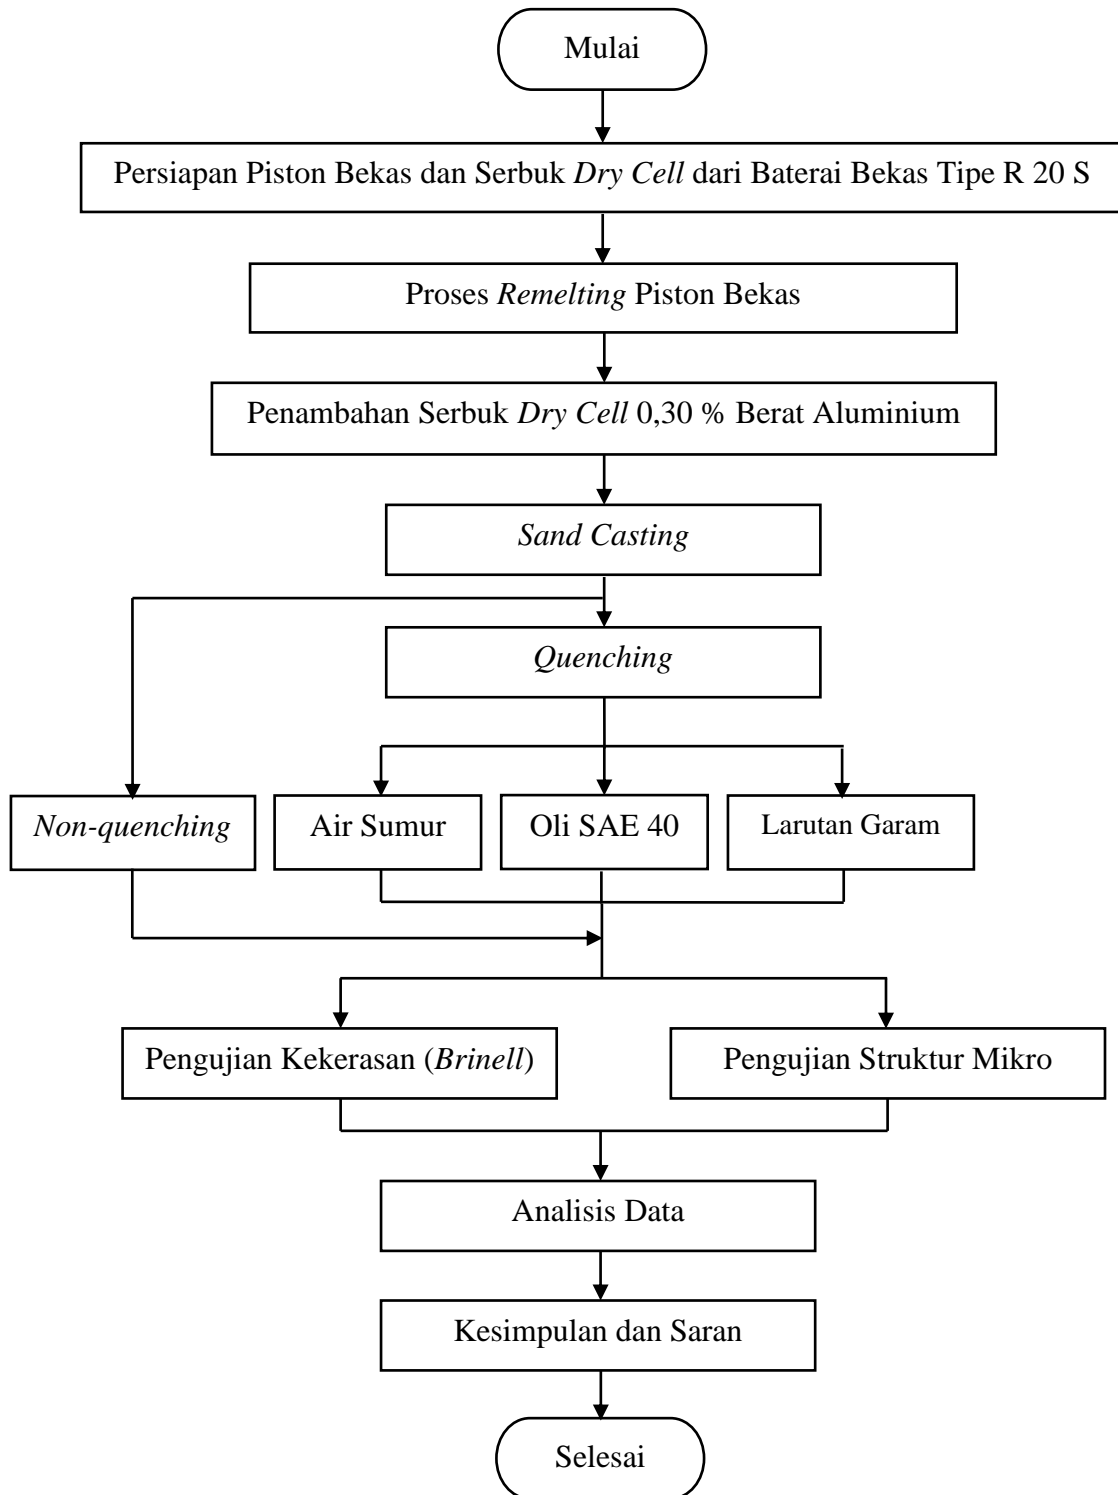 Mulai
Persiapan Piston Bekas dan Serbuk Dry Cell dari Baterai Bekas Tipe R 20 S
Proses Remelting Piston Bekas
Penambahan Serbuk Dry Cell 0,30 % Berat Aluminium
Sand Casting
Quenching
Non-quenching
Air Sumur
Oli SAE 40
Larutan Garam
Pengujian Kekerasan (Brinell)
Pengujian Struktur Mikro
Analisis Data
Kesimpulan dan Saran
Selesai